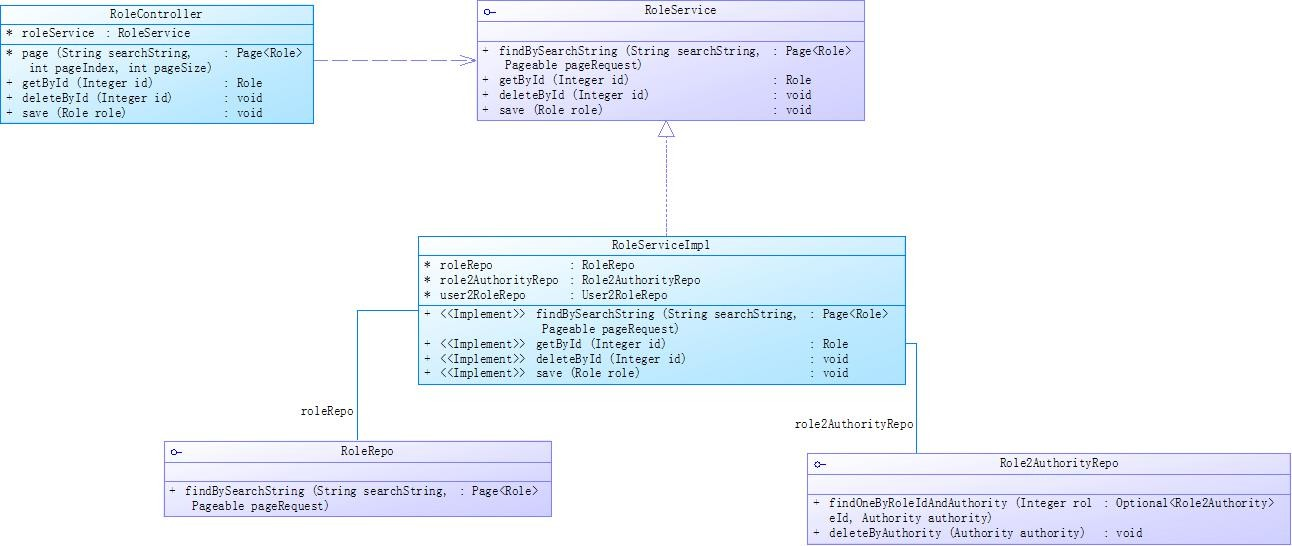 RoleController
* roleService : RoleService
* page (String searchString, : Page<Role>
int pageIndex, int pageSize)
+ getById (Integer id) : Role
+ deleteById (Integer id) : void
+ save (Role role) : void
RoleService
+ findBySearchString (String searchString, : Page<Role>
Pageable pageRequest)
+ getById (Integer id) : Role
+ deleteById (Integer id) : void
+ save (Role role) : void
RoleServiceImpl
* roleRepo : RoleRepo
* role2AuthorityRepo : Role2AuthorityRepo
* user2RoleRepo : User2RoleRepo
+ <<Implement>> findBySearchString (String searchString, : Page<Role>
Pageable pageRequest)
+ <<Implement>> getById (Integer id) : Role
+ <<Implement>> deleteById (Integer id) : void
+ <<Implement>> save (Role role) : void
roleRepo
role2AuthorityRepo
RoleRepo
+ findBySearchString (String searchString, : Page<Role>
Pageable pageRequest)
Role2AuthorityRepo
+ findOneByRoleIdAndAuthority (Integer rol : Optional<Role2Authority>
eId, Authority authority)
+ deleteByAuthority (Authority authority) : void